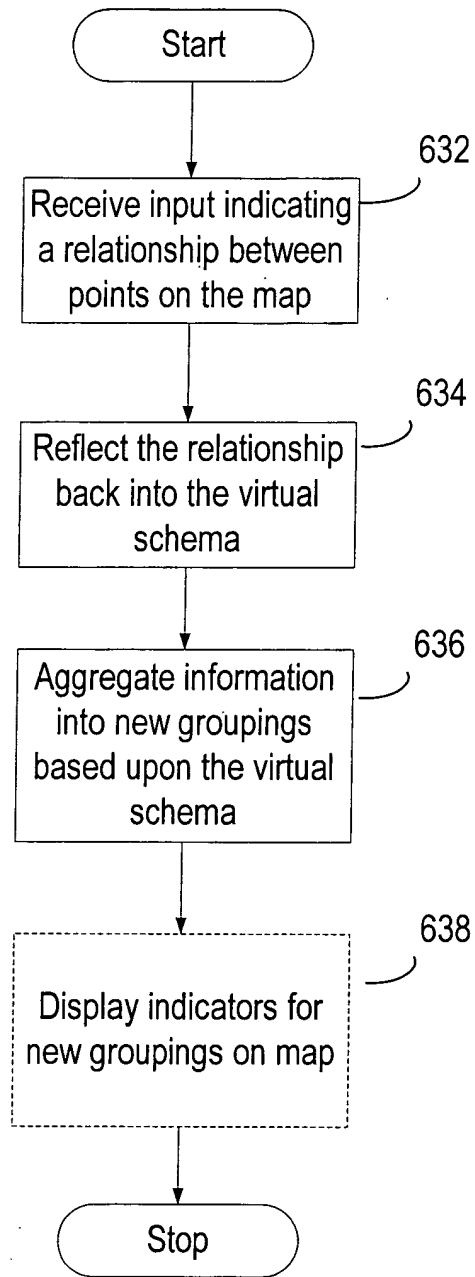 Start
632
Receive input indicating
a relationship between
points on the map
634
Reflect the relationship
back into the virtual
schema
636
Aggregate information
into new groupings
based upon the virtual
schema
638
Display indicators for
new groupings on map
Stop